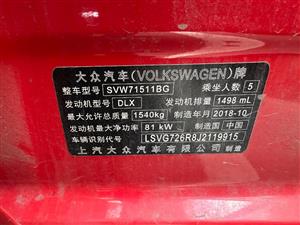 大众汽车(VOLKSWAGEN)牌
整车型号 SVW71511BG 乘坐人数 5
发动机型号 DLX 发动机排量 1498 mL
最大允许总质量 1540kg 制造年月 2018-10
发动机最大净功率 81 kW 制造国 中国
车辆识别代号 LSVG726R8J2119915
上汽大众汽车有限公司 制造